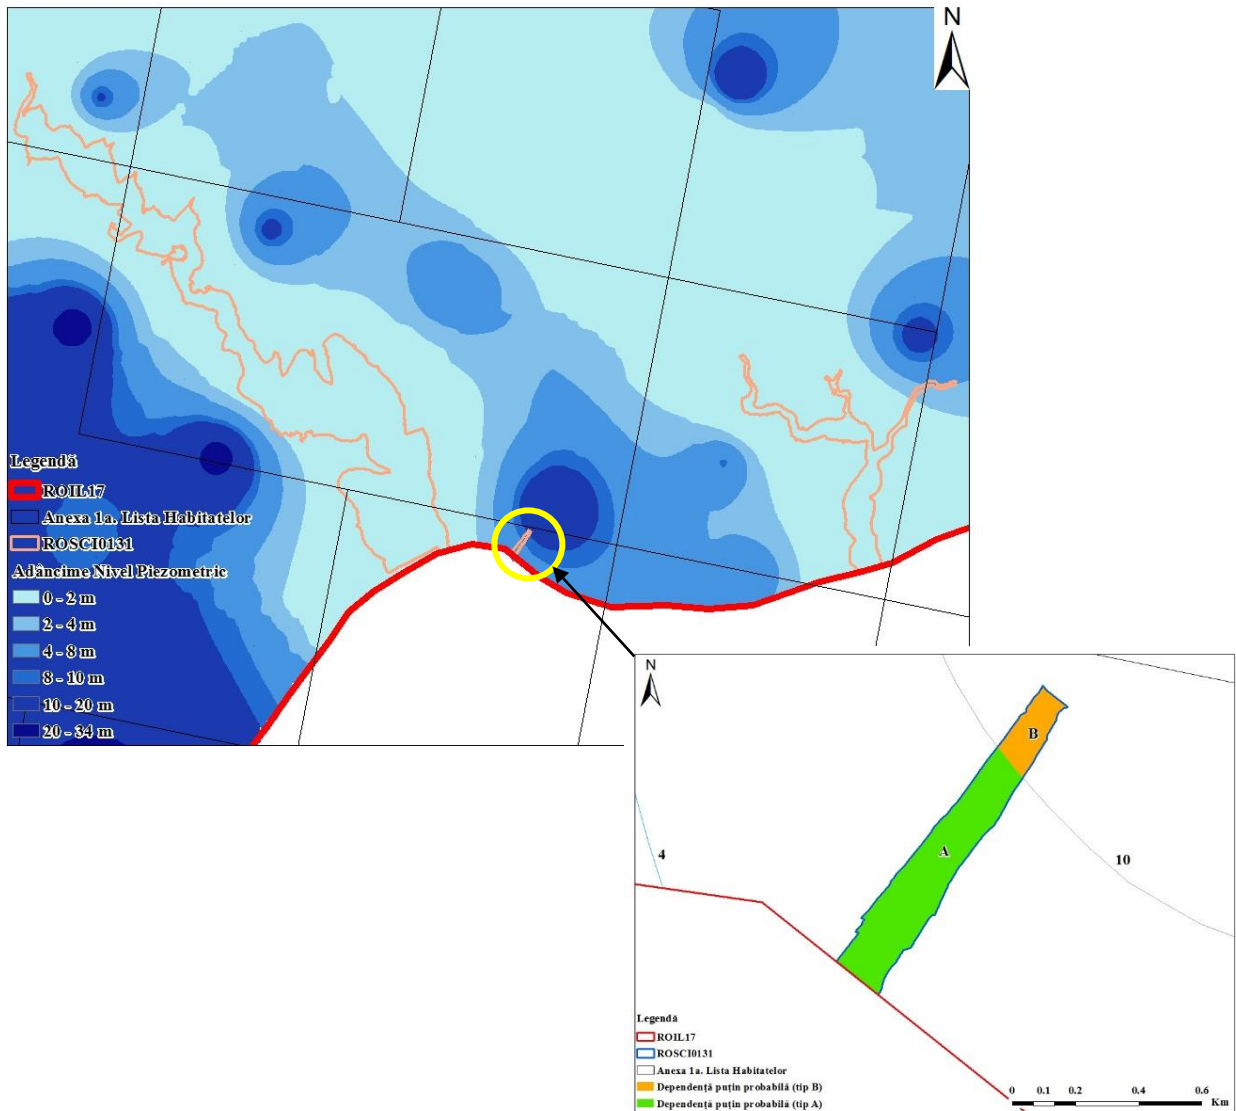 N
Legendă
ROIL17
Anexa 1a. Lista Habitatelor
ROSCI0131
Adâncime Nivel Piezometric
0 - 2 m
2 - 4 m
4 - 8 m
8 - 10 m
10 - 20 m
20 - 34 m
N
B
A
4
10
Legendă
ROIL17
ROSCI0131
Anexa 1a. Lista Habitatelor
Dependență puțin probabilă (tip B)
Dependență puțin probabilă (tip A)
0 0.1 0.2 0.4 0.6
Km